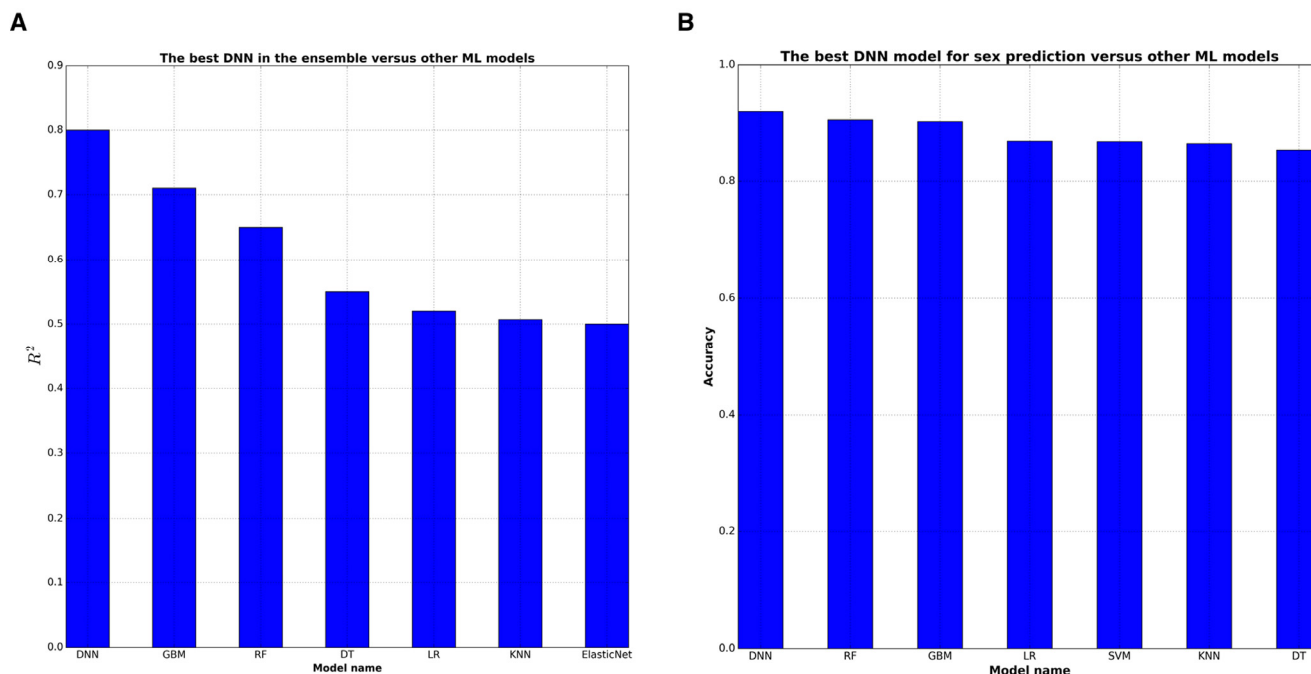 A
The best DNN in the ensemble versus other ML models
0.9
0.8
0.7
0.6
0.5
0.4
0.3
0.2
0.1
0.0
R²
DNN GBM RF DT LR KNN ElasticNet
Model name
B
The best DNN model for sex prediction versus other ML models
1.0
0.8
0.6
0.4
0.2
0.0
Accuracy
DNN RF GBM LR SVM KNN DT
Model name